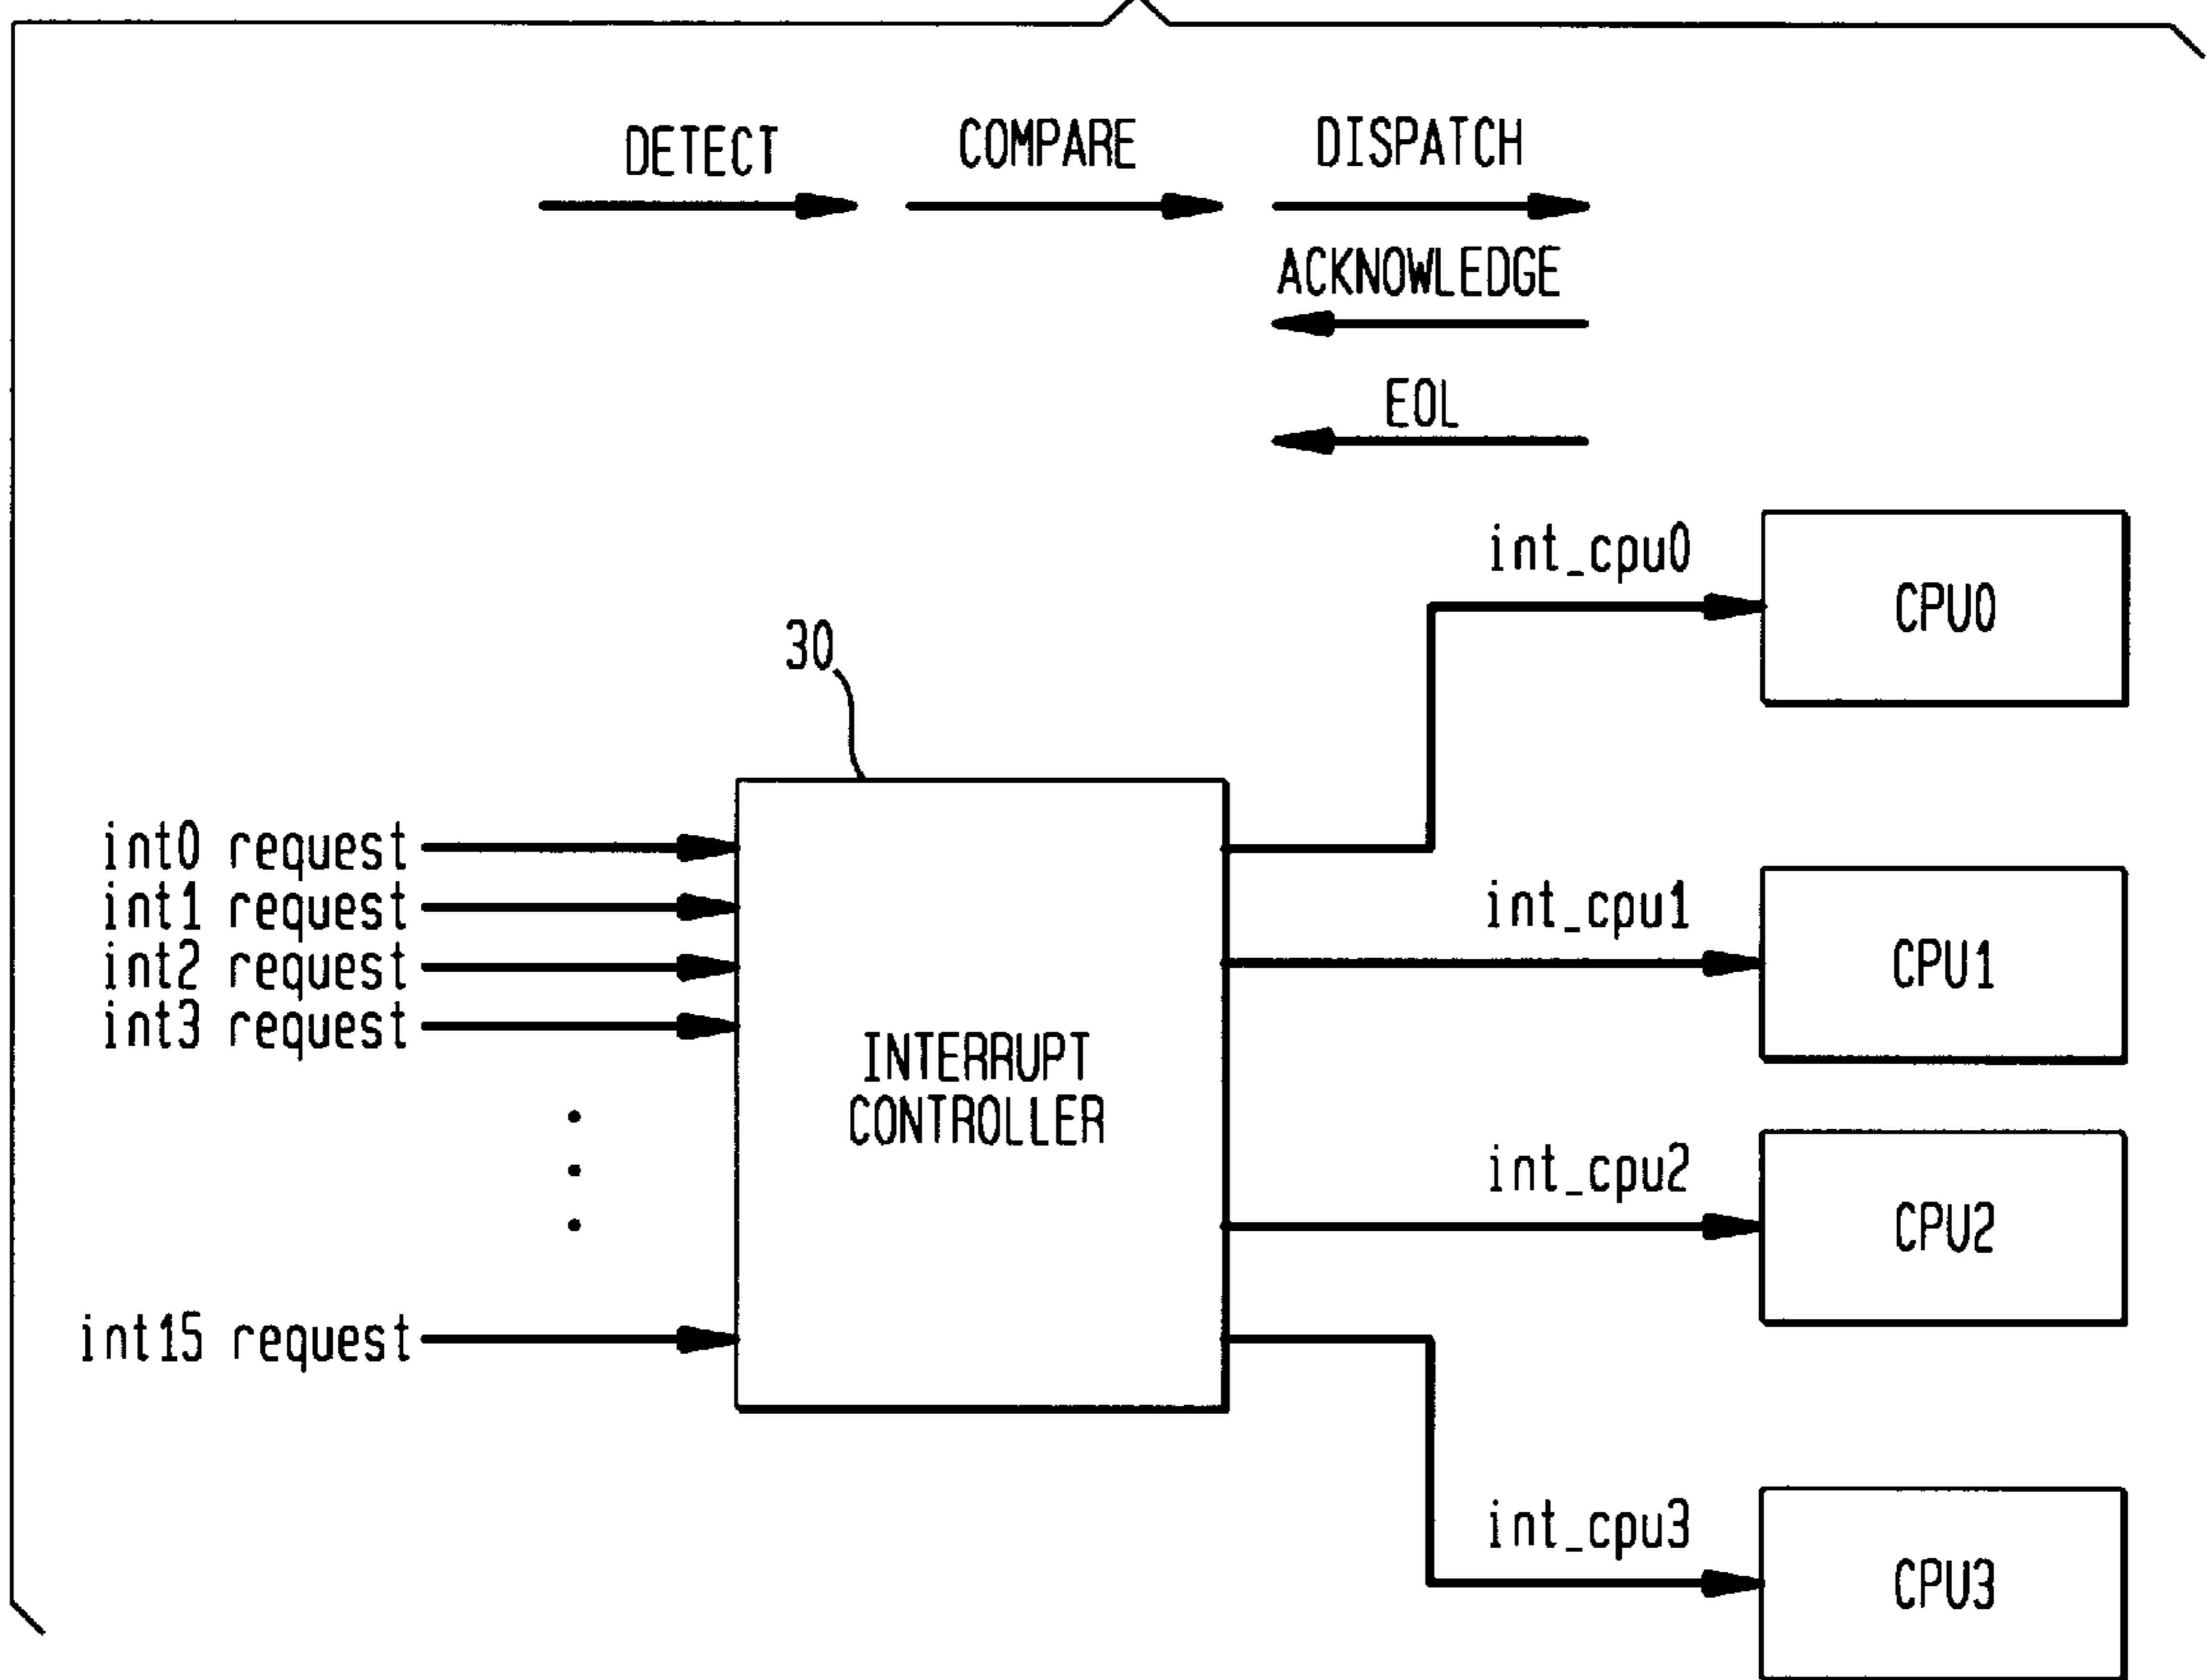 DETECT
COMPARE
DISPATCH
ACKNOWLEDGE
EOL
int_cpu0
CPU0
30
int0 request
int1 request
int2 request
int3 request
int15 request
INTERRUPT
CONTROLLER
int_cpu1
CPU1
int_cpu2
CPU2
int_cpu3
CPU3